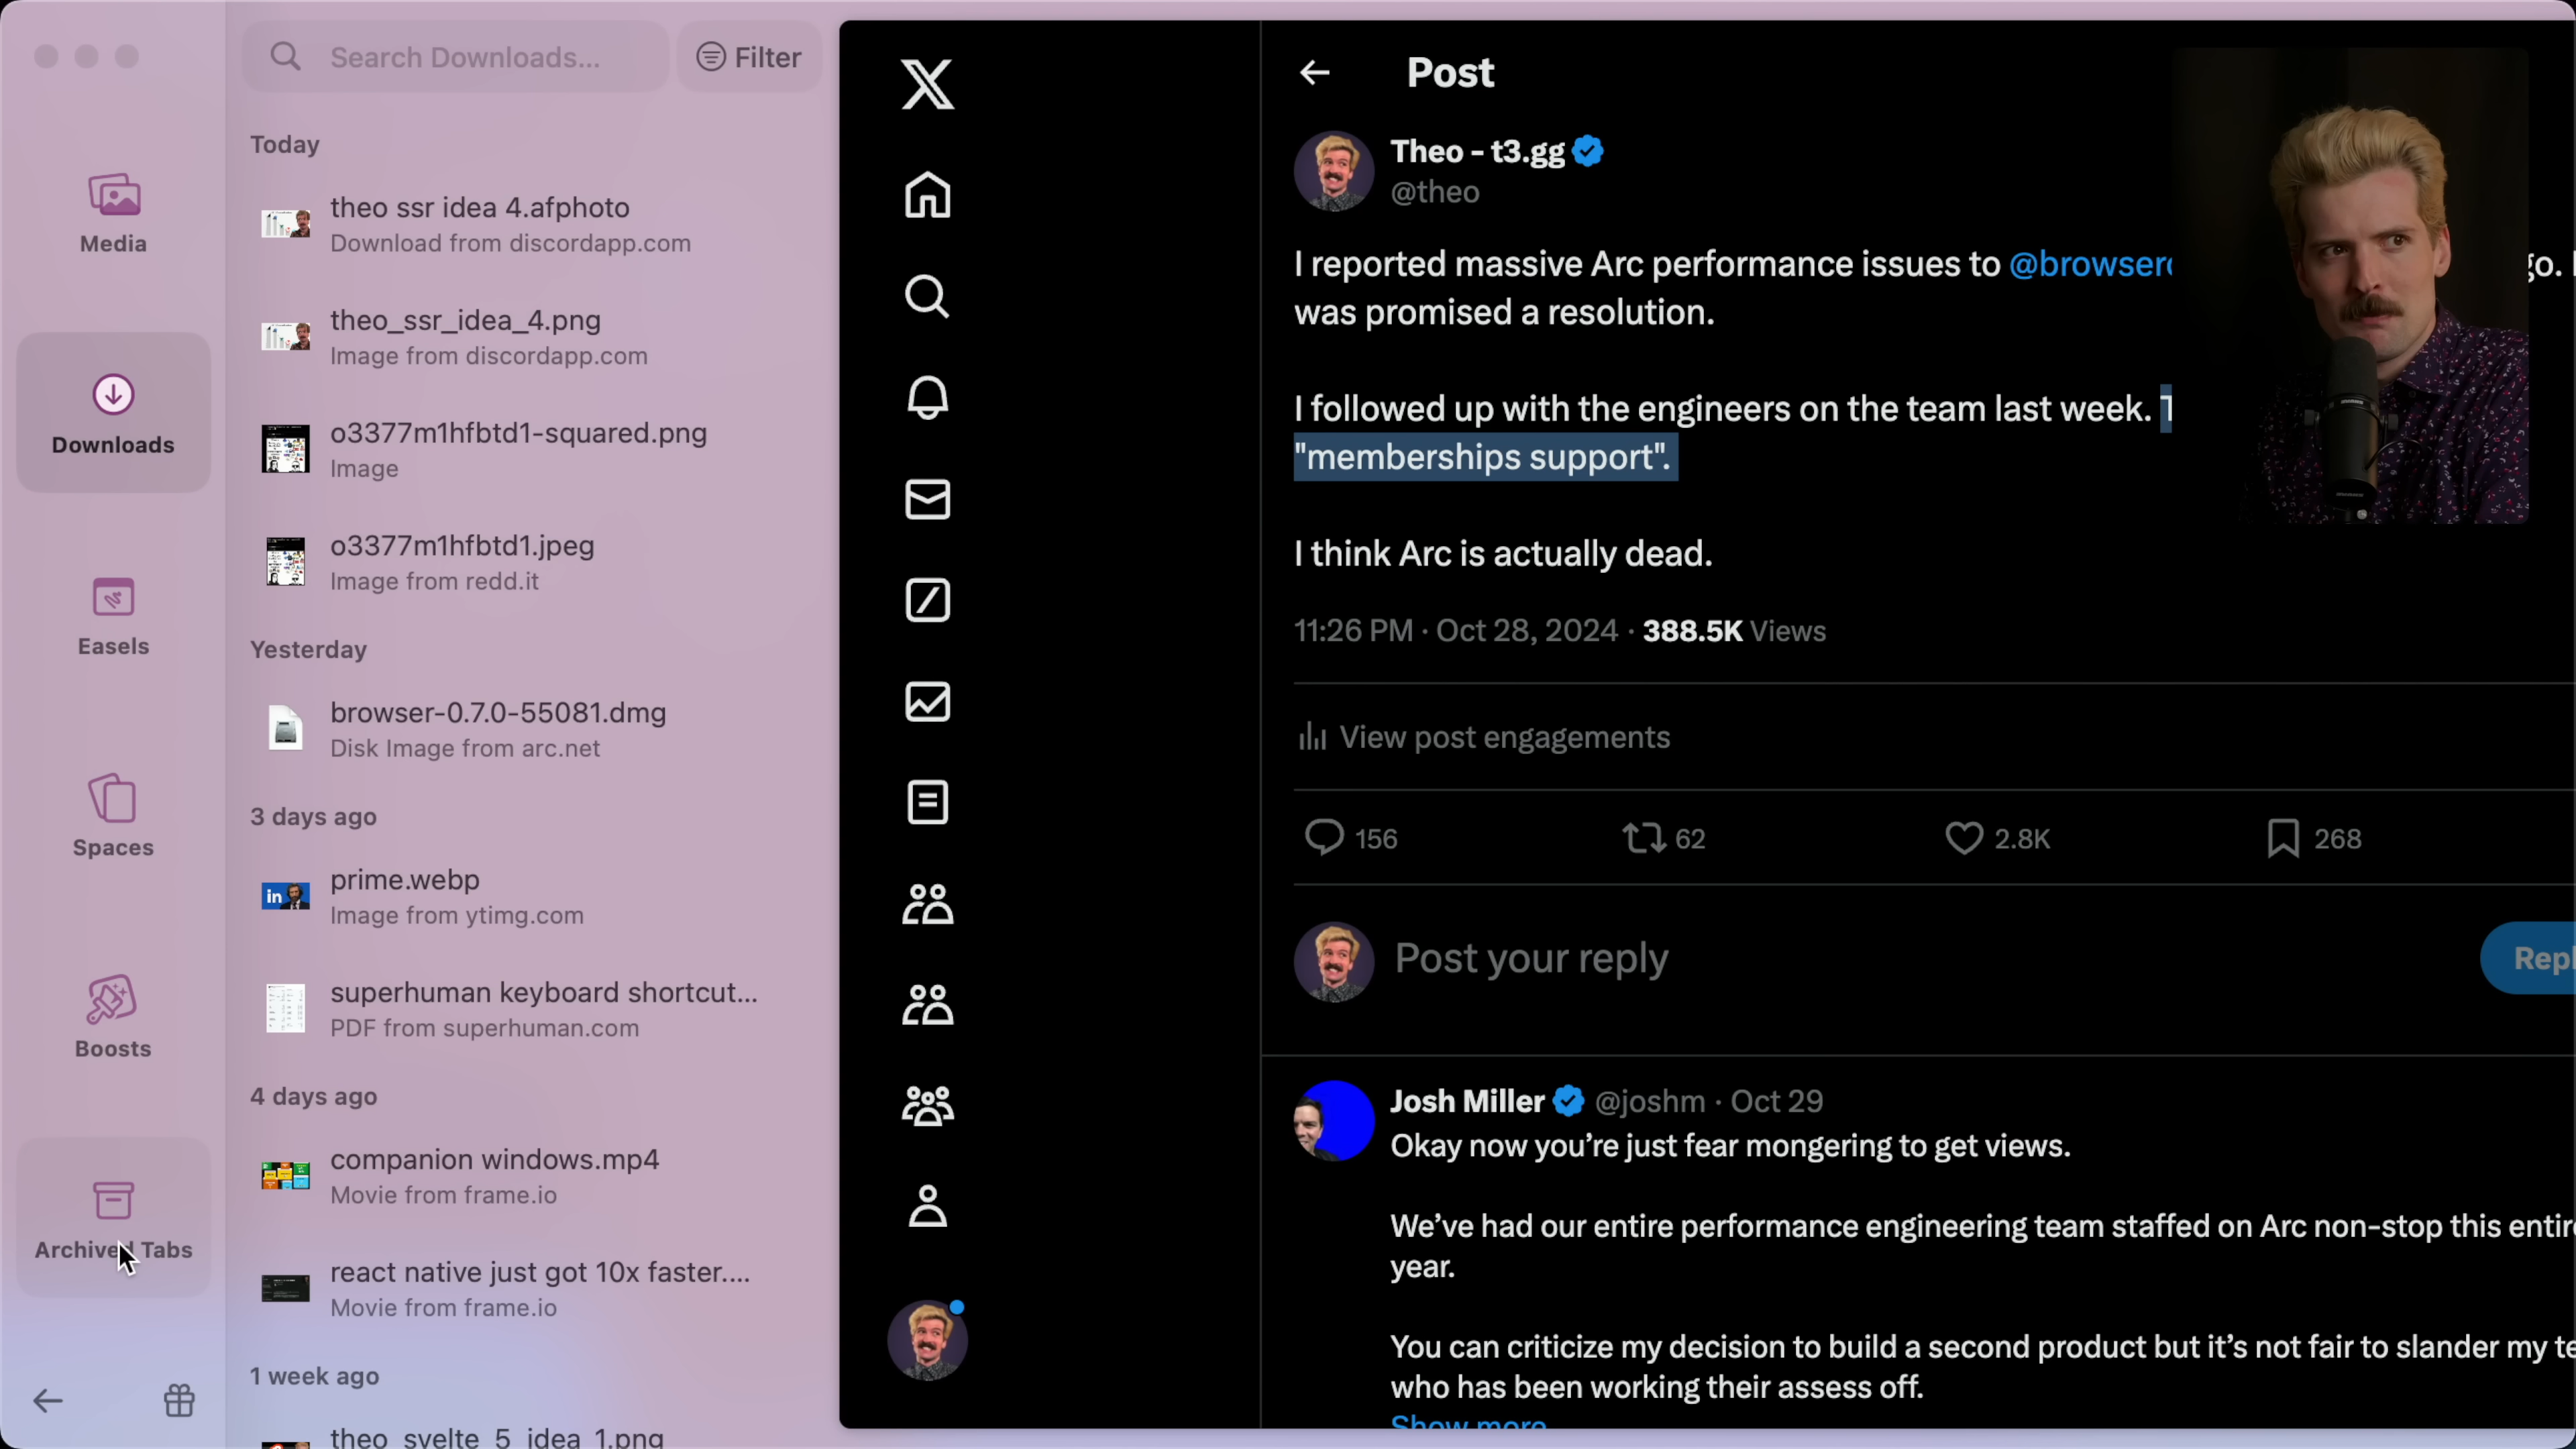 Search Downloads...
Filter
Media
Downloads
Easels
Spaces
Boosts
Archived Tabs
Today
theo ssr idea 4.afphoto
Download from discordapp.com
theo_ssr_idea_4.png
Image from discordapp.com
o3377m1hfbtd1-squared.png
Image
o3377m1hfbtd1.jpeg
Image from redd.it
Yesterday
browser-0.7.0-55081.dmg
Disk Image from arc.net
3 days ago
prime.webp
Image from ytimg.com
superhuman keyboard shortcut...
PDF from superhuman.com
4 days ago
companion windows.mp4
Movie from frame.io
react native just got 10x faster....
Movie from frame.io
1 week ago
theo_svelte_5_idea_1.png
Post
Theo - t3.gg
@theo
I reported massive Arc performance issues to
was promised a resolution.
I followed up with the engineers on the team last week.
"memberships support".
I think Arc is actually dead.
11:26 PM · Oct 28, 2024 · 388.5K Views
View post engagements
156
62
2.8K
268
Post your reply
Josh Miller @joshm · Oct 29
Okay now you're just fear mongering to get views.
We've had our entire performance engineering team staffed on Arc non-stop this
year.
You can criticize my decision to build a second product but it's not fair to slander my
who has been working their assess off.
Show more